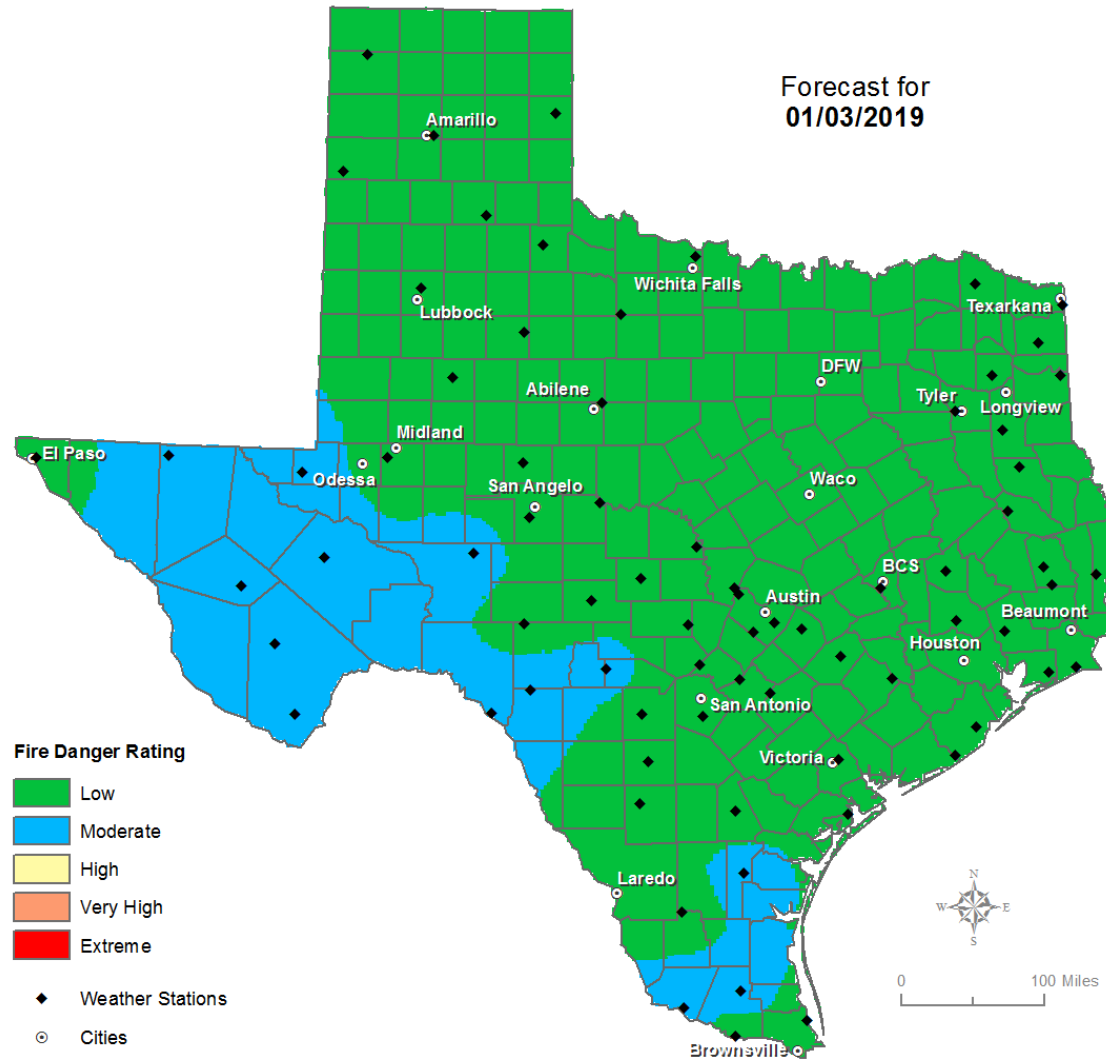 Forecast for
01/03/2019
Amarillo
Wichita Falls
Lubbock
Texarkana
DFW
Abilene
Tyler
Longview
Midland
El Paso
Odessa
San Angelo
Waco
BCS
Austin
Beaumont
Houston
San Antonio
Victoria
Laredo
Brownsville
Fire Danger Rating
Low
Moderate
High
Very High
Extreme
Weather Stations
Cities
N
W E
S
0 100 Miles